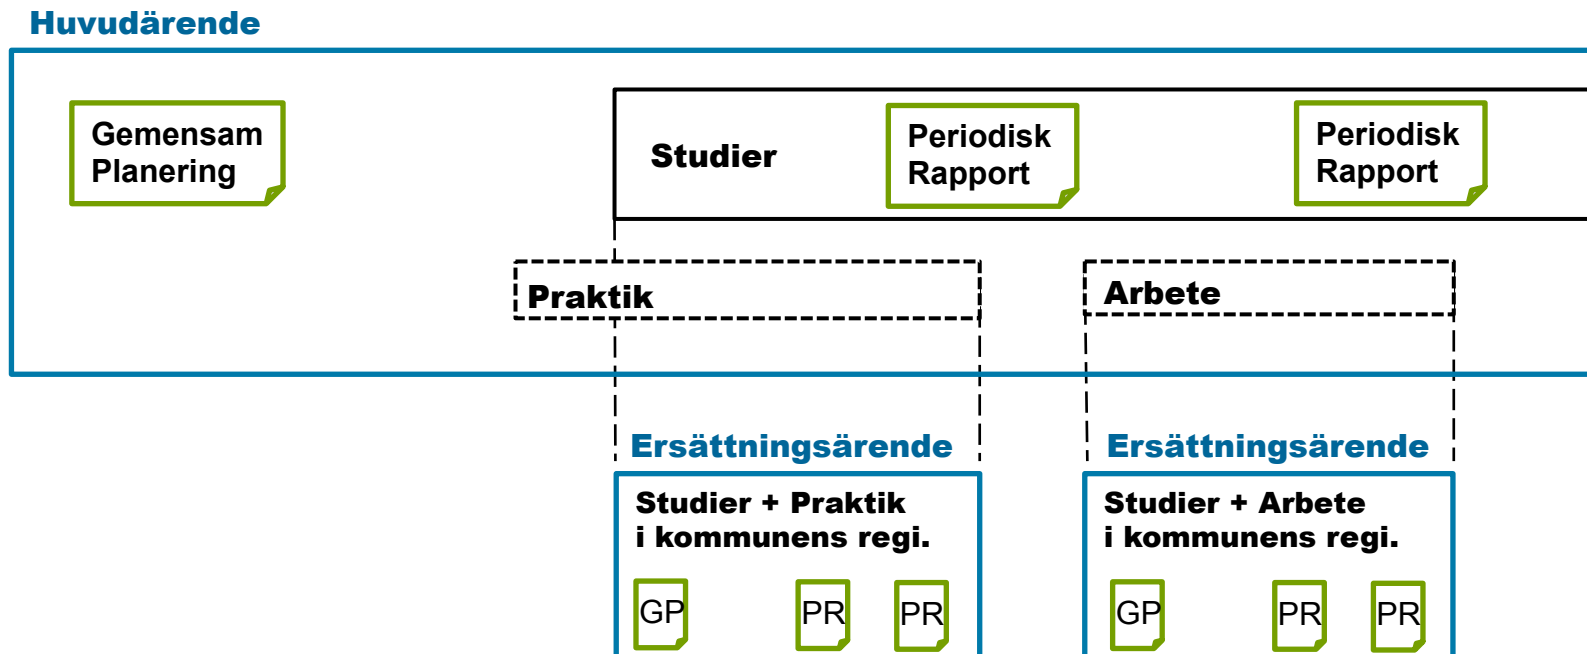 Huvudärende
Gemensam
Planering
Studier
Periodisk
Rapport
Periodisk
Rapport
Praktik
Arbete
Ersättningsärende
Studier + Praktik
i kommunens regi.
GP
PR
PR
Ersättningsärende
Studier + Arbete
i kommunens regi.
GP
PR
PR